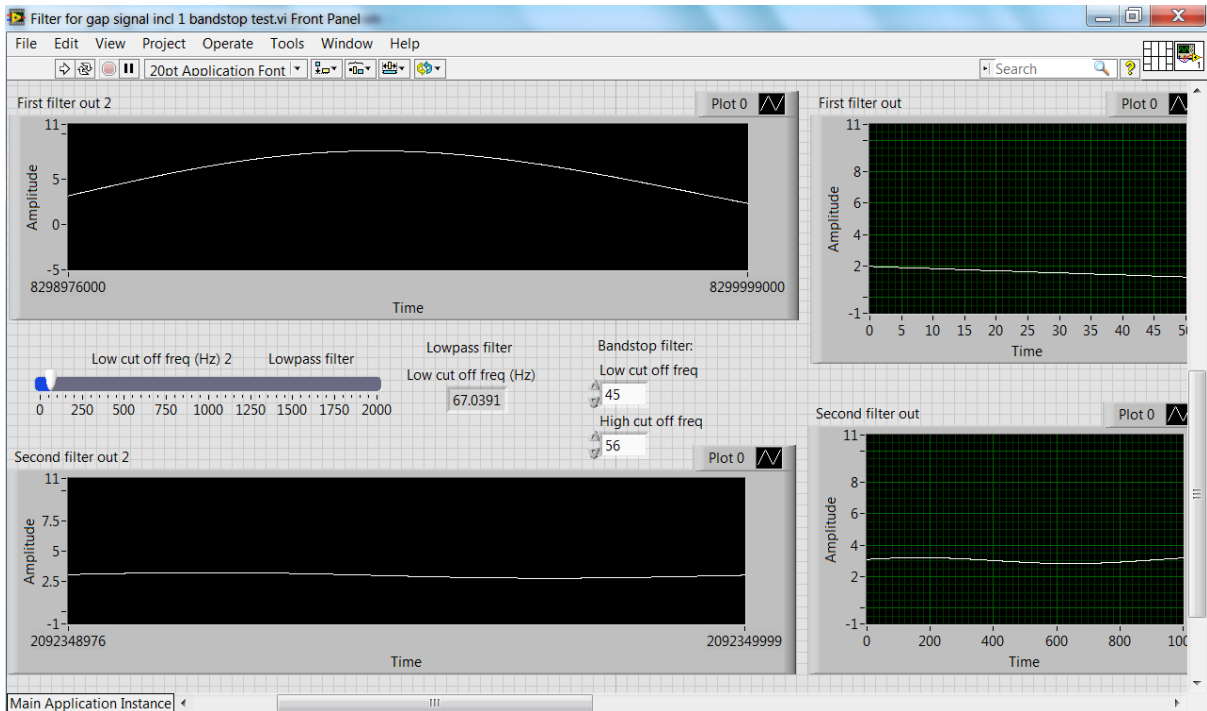 Filter for gap signal incl 1 bandstop test.vi Front Panel
File Edit View Project Operate Tools Window Help
20pt Application Font
Search
1
First filter out 2
Plot 0
11
5
0
-5
Amplitude
8298976000
8299999000
Time
First filter out
Plot 0
11
8
6
4
2
-1
Amplitude
0 5 10 15 20 25 30 35 40 45
Time
Low cut off freq (Hz) 2
Lowpass filter
0 250 500 750 1000 1250 1500 1750 2000
Lowpass filter
Low cut off freq (Hz)
67.0391
Bandstop filter:
Low cut off freq
45
High cut off freq
56
Second filter out 2
Plot 0
11
7.5
5
2.5
-1
Amplitude
2092348976
2092349999
Time
Second filter out
Plot 0
11
8
6
4
2
-1
Amplitude
0 200 400 600 800 100
Time
Main Application Instance